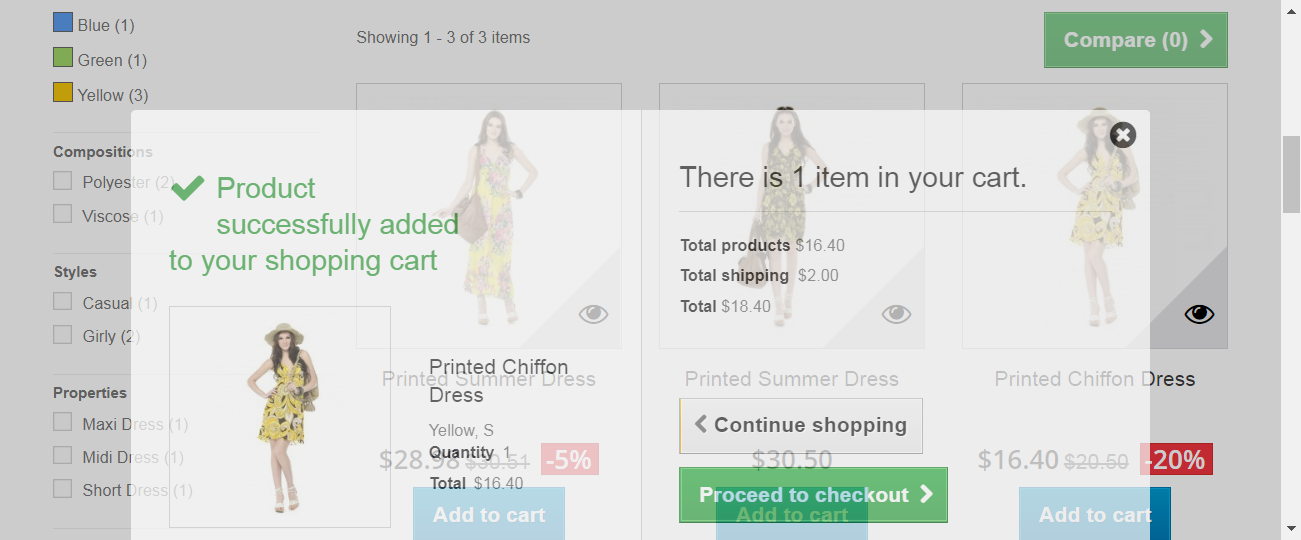 Blue (1)
Green (1)
Yellow (3)
Compositions
Polyester (2)
Viscose (1)
Styles
Casual (1)
Girly (2)
Properties
Maxi Dress (1)
Midi Dress (1)
Short Dress (1)
Showing 1 - 3 of 3 items
Compare (0)
Product
successfully added
to your shopping cart
Printed Chiffon
Dress
Yellow, S
Quantity 1
Total $16.40
There is 1 item in your cart.
Total products $16.40
Total shipping $2.00
Total $18.40
Continue shopping
Proceed to checkout
Printed Summer Dress
$28.98 $30.51 -5%
Add to cart
Printed Summer Dress
$30.50
Add to cart
Printed Chiffon Dress
$16.40 $20.50 -20%
Add to cart